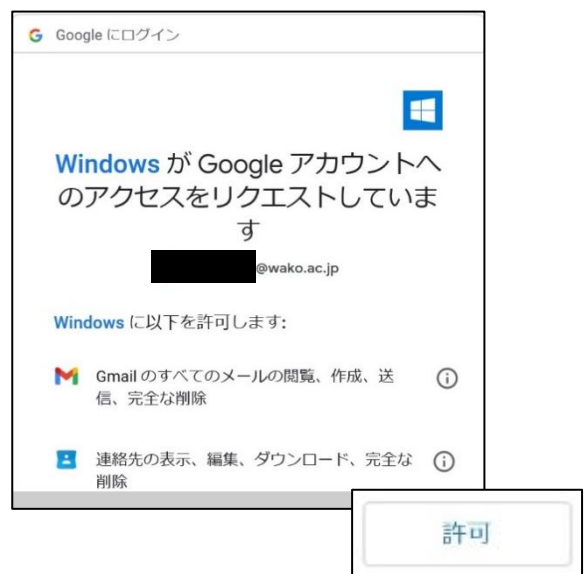 Google にログイン
Windows が Google アカウントへ
のアクセスをリクエストしていま
す
@wako.ac.jp
Windows に以下を許可します:
Gmail のすべてのメールの閲覧、作成、送
信、完全な削除
連絡先の表示、編集、ダウンロード、完全な
削除
許可